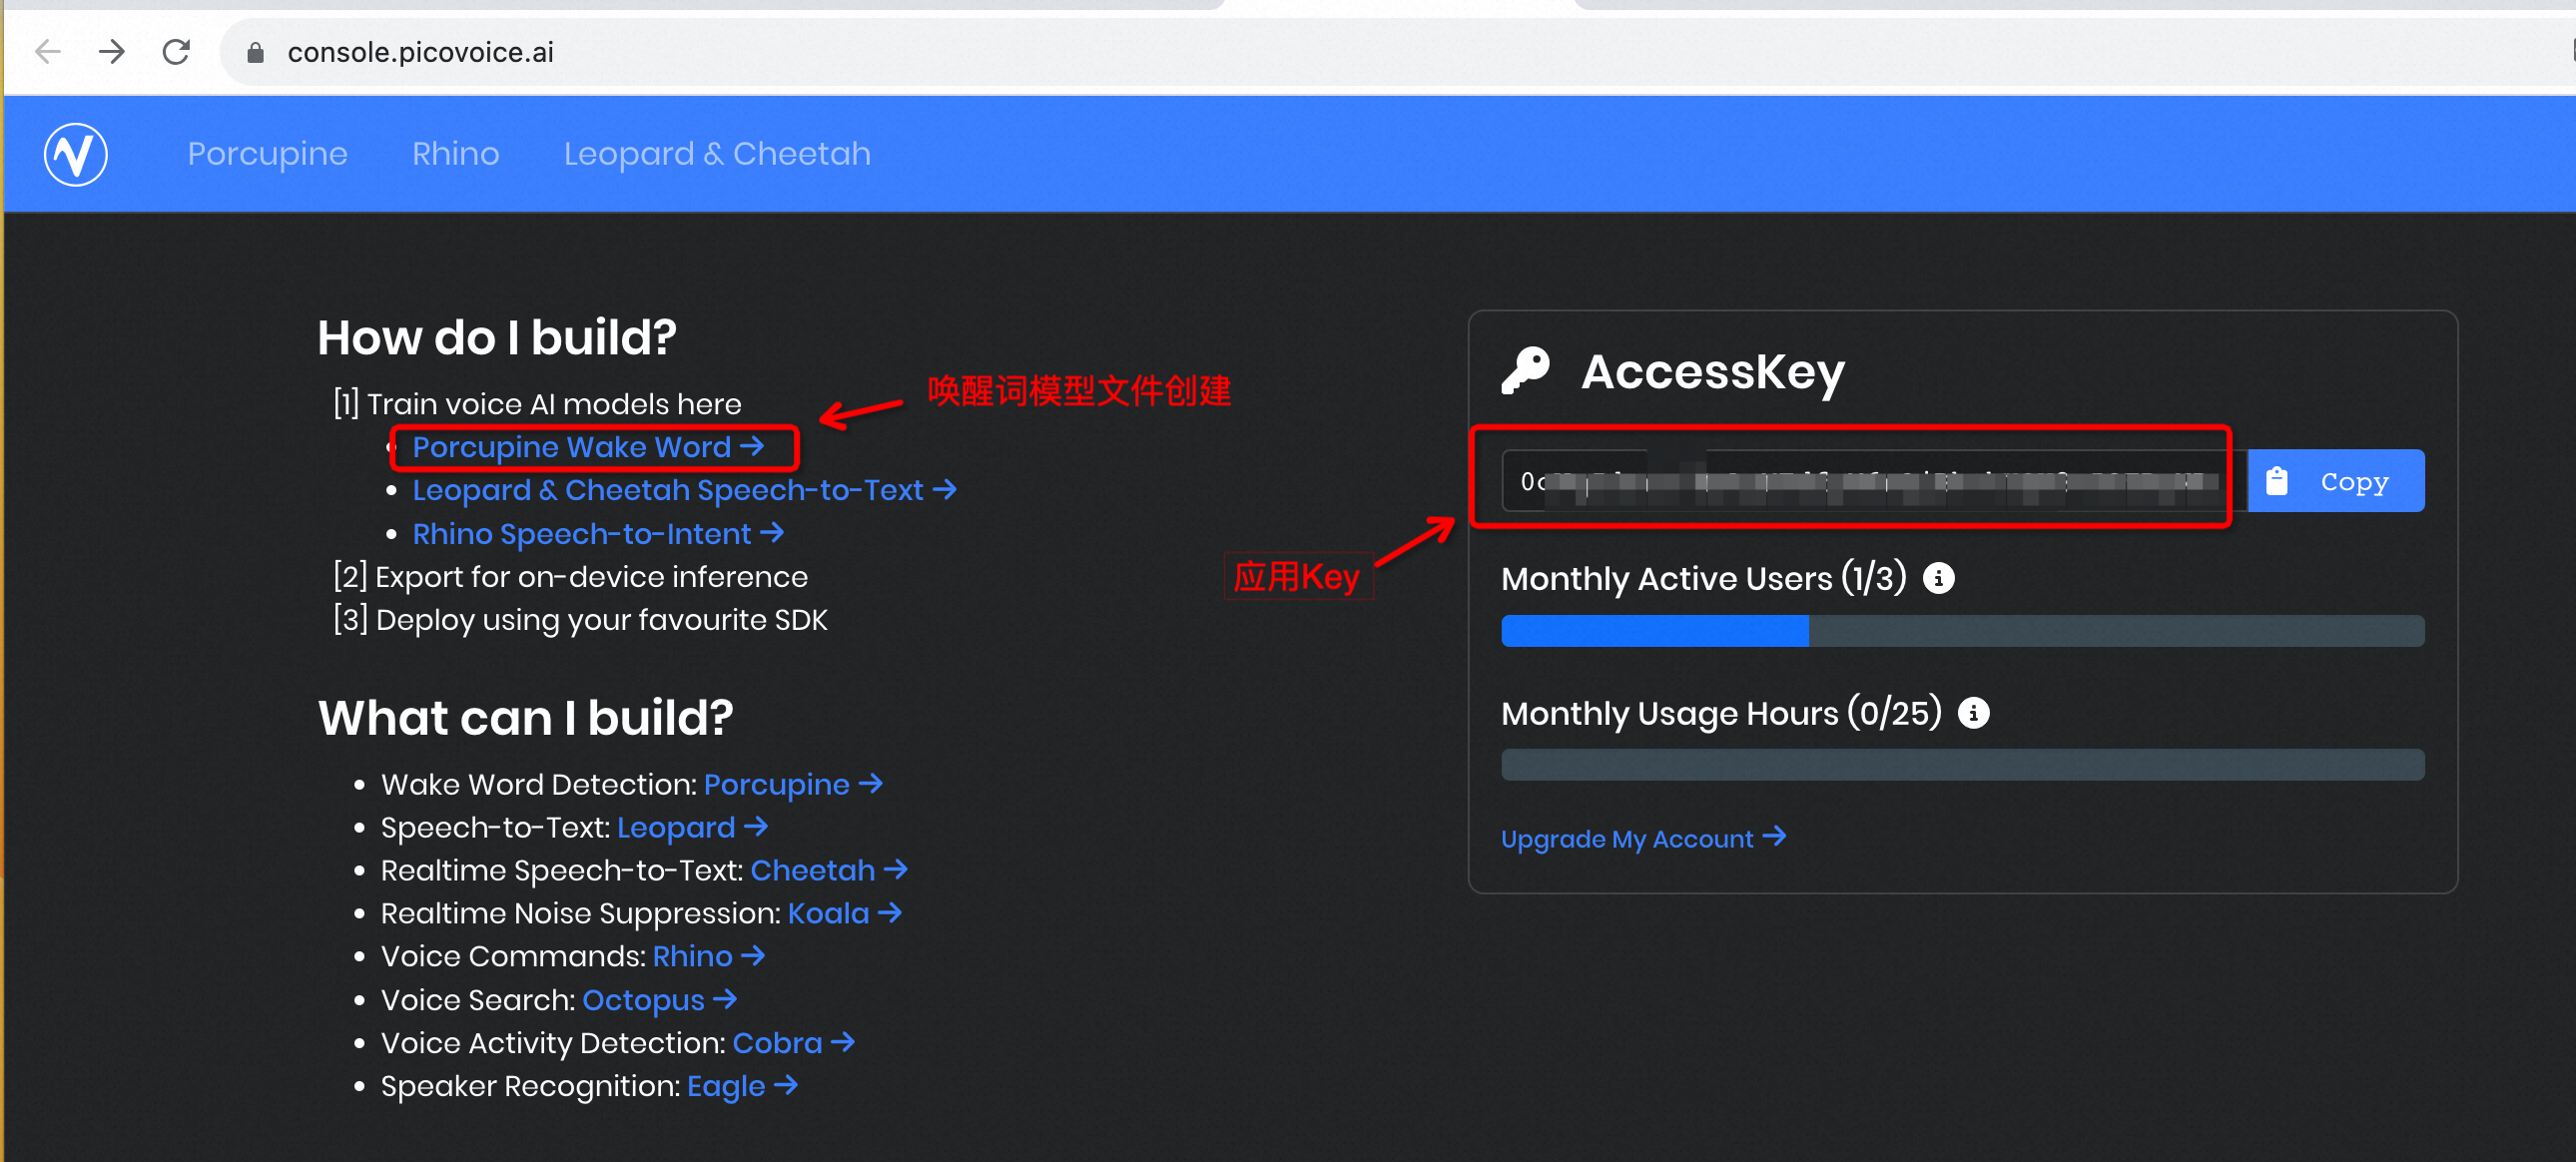 console.picovoice.ai
Porcupine Rhino Leopard & Cheetah
How do I build?
[1] Train voice AI models here
唤醒词模型文件创建
Porcupine Wake Word →
Leopard & Cheetah Speech-to-Text →
Rhino Speech-to-Intent →
[2] Export for on-device inference
[3] Deploy using your favourite SDK
What can I build?
Wake Word Detection: Porcupine →
Speech-to-Text: Leopard →
Realtime Speech-to-Text: Cheetah →
Realtime Noise Suppression: Koala →
Voice Commands: Rhino →
Voice Search: Octopus →
Voice Activity Detection: Cobra →
Speaker Recognition: Eagle →
AccessKey
Copy
应用Key
Monthly Active Users (1/3)
Monthly Usage Hours (0/25)
Upgrade My Account →